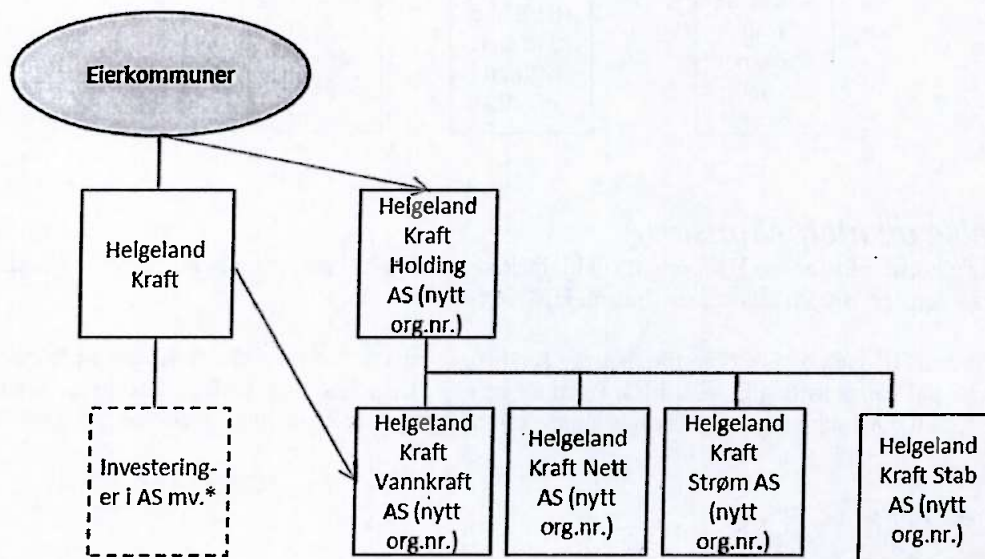 Eierkommuner
Helgeland
Kraft
Helgeland
Kraft
Holding
AS (nytt
org.nr.)
Investering-
er i AS mv.*
Helgeland
Kraft
Vannkraft
AS (nytt
org.nr.)
Helgeland
Kraft Nett
AS (nytt
org.nr.)
Helgeland
Kraft
Strøm AS
(nytt
org.nr.)
Helgeland
Kraft Stab
AS (nytt
org.nr.)